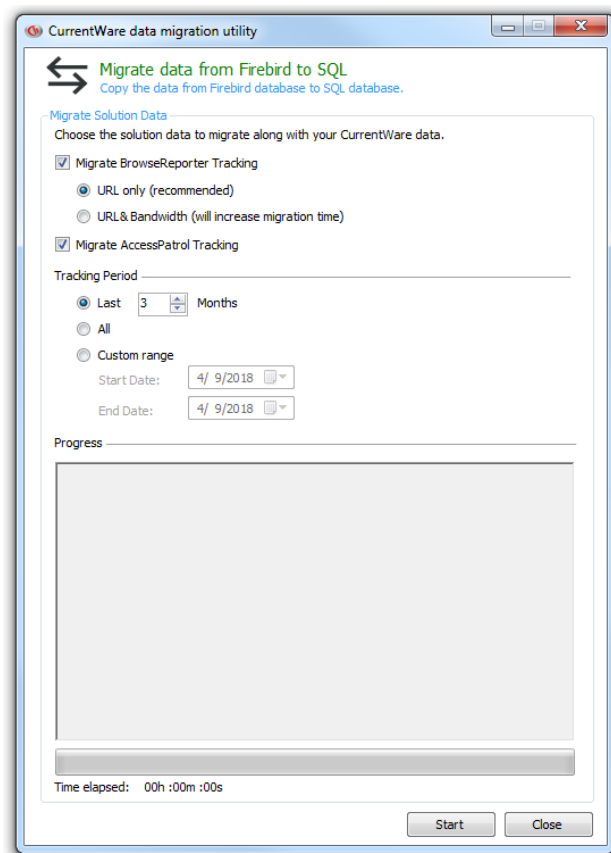 CurrentWare data migration utility
Migrate data from Firebird to SQL
Copy the data from Firebird database to SQL database.
Migrate Solution Data
Choose the solution data to migrate along with your CurrentWare data.
Migrate BrowseReporter Tracking
URL only (recommended)
URL& Bandwidth (will increase migration time)
Migrate AccessPatrol Tracking
Tracking Period
Last 3 Months
All
Custom range
Start Date: 4/ 9/2018
End Date: 4/ 9/2018
Progress
Time elapsed: 00h :00m :00s
Start Close